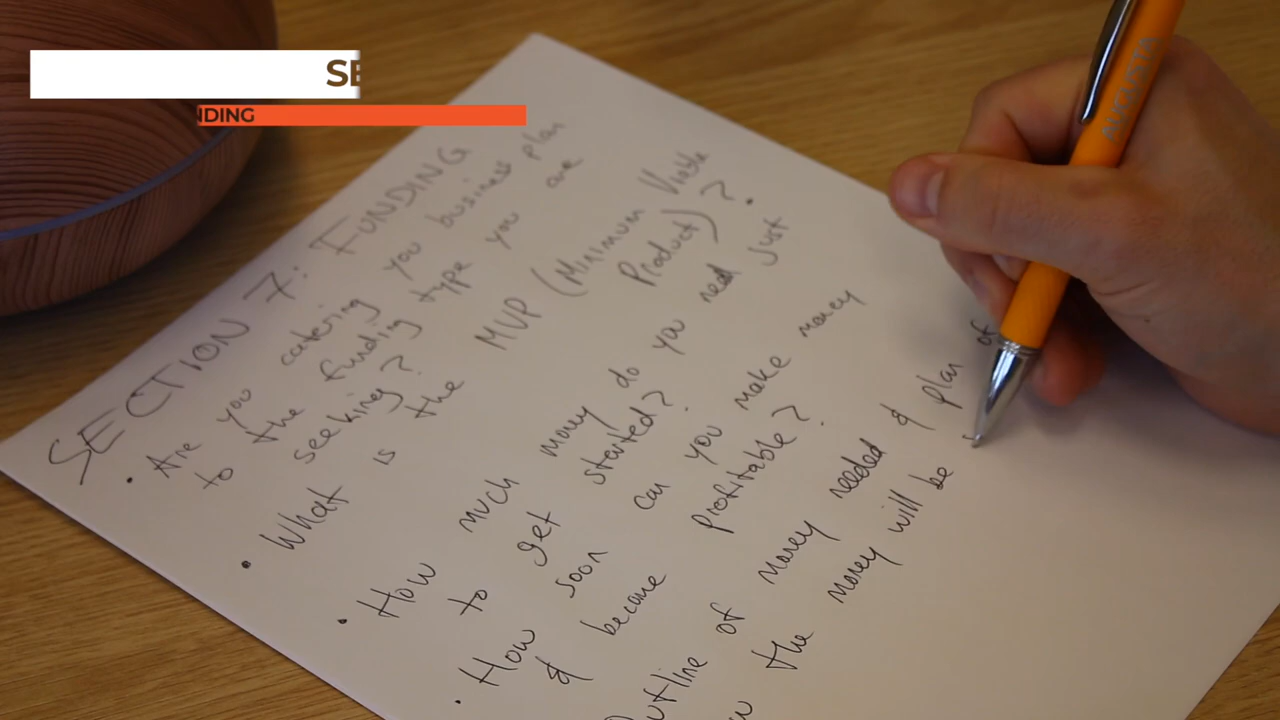 SE
NDING
SECTION 7: FUNDING
• Are you catering you business plan
to the funding type you are
seeking?
• What is the MVP (Minimum Viable
Product)?
• How much money do you need just
to get started?
• How soon can you make money
& become profitable?
outline of money needed & plan of
the money will be
AUGUSTA